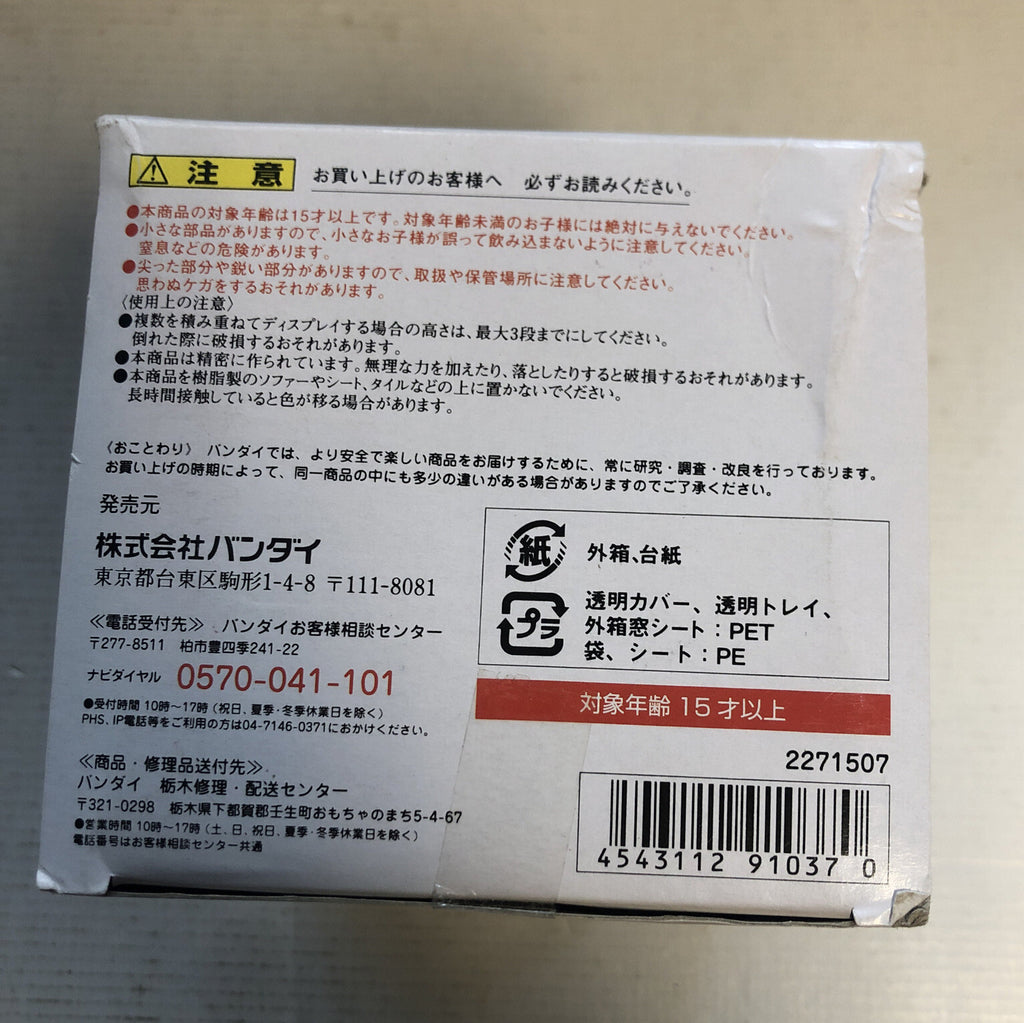 注意 お買い上げのお客様へ 必ずお読みください。
●本商品の対象年齢は15才以上です。対象年齢未満のお子様には絶対に与えないでください。
●小さな部品がありますので、小さなお子様が誤って飲み込まないように注意してください。
窒息などの危険があります。
●尖った部分や鋭い部分がありますので、取扱や保管場所に注意してください。
思わぬケガをするおそれがあります。
〈使用上の注意〉
●複数を積み重ねてディスプレイする場合の高さは、最大3段までにしてください。
倒れた際に破損するおそれがあります。
●本商品は精密に作られています。無理な力を加えたり、落としたりすると破損するおそれがあります。
●本商品を樹脂製のソファーやシート、タイルなどの上に置かないでください。
長時間接触していると色が移る場合があります。
〈おことわり〉 バンダイでは、より安全で楽しい商品をお届けするために、常に研究・調査・改良を行っております。
お買い上げの時期によって、同一商品の中にも多少の違いがある場合がありますのでご了承ください。
発売元
株式会社バンダイ
東京都台東区駒形1-4-8 〒111-8081
≪電話受付先≫ バンダイお客様相談センター
〒277-8511 柏市豊四季241-22
ナビダイヤル 0570-041-101
●受付時間 10時〜17時（祝日、夏季・冬季休業日を除く）
PHS、IP電話等をご利用の方は04-7146-0371におかけください。
≪商品・修理品送付先≫
バンダイ 栃木修理・配送センター
〒321-0298 栃木県下都賀郡壬生町おもちゃのまち5-4-67
●営業時間 10時〜17時（土、日、祝日、夏季・冬季休業日を除く）
電話番号はお客様相談センター共通
紙 外箱、台紙
プラ 透明カバー、透明トレイ、
外箱窓シート：PET
袋、シート：PE
対象年齢 15才以上
2271507
4543112 91037 0